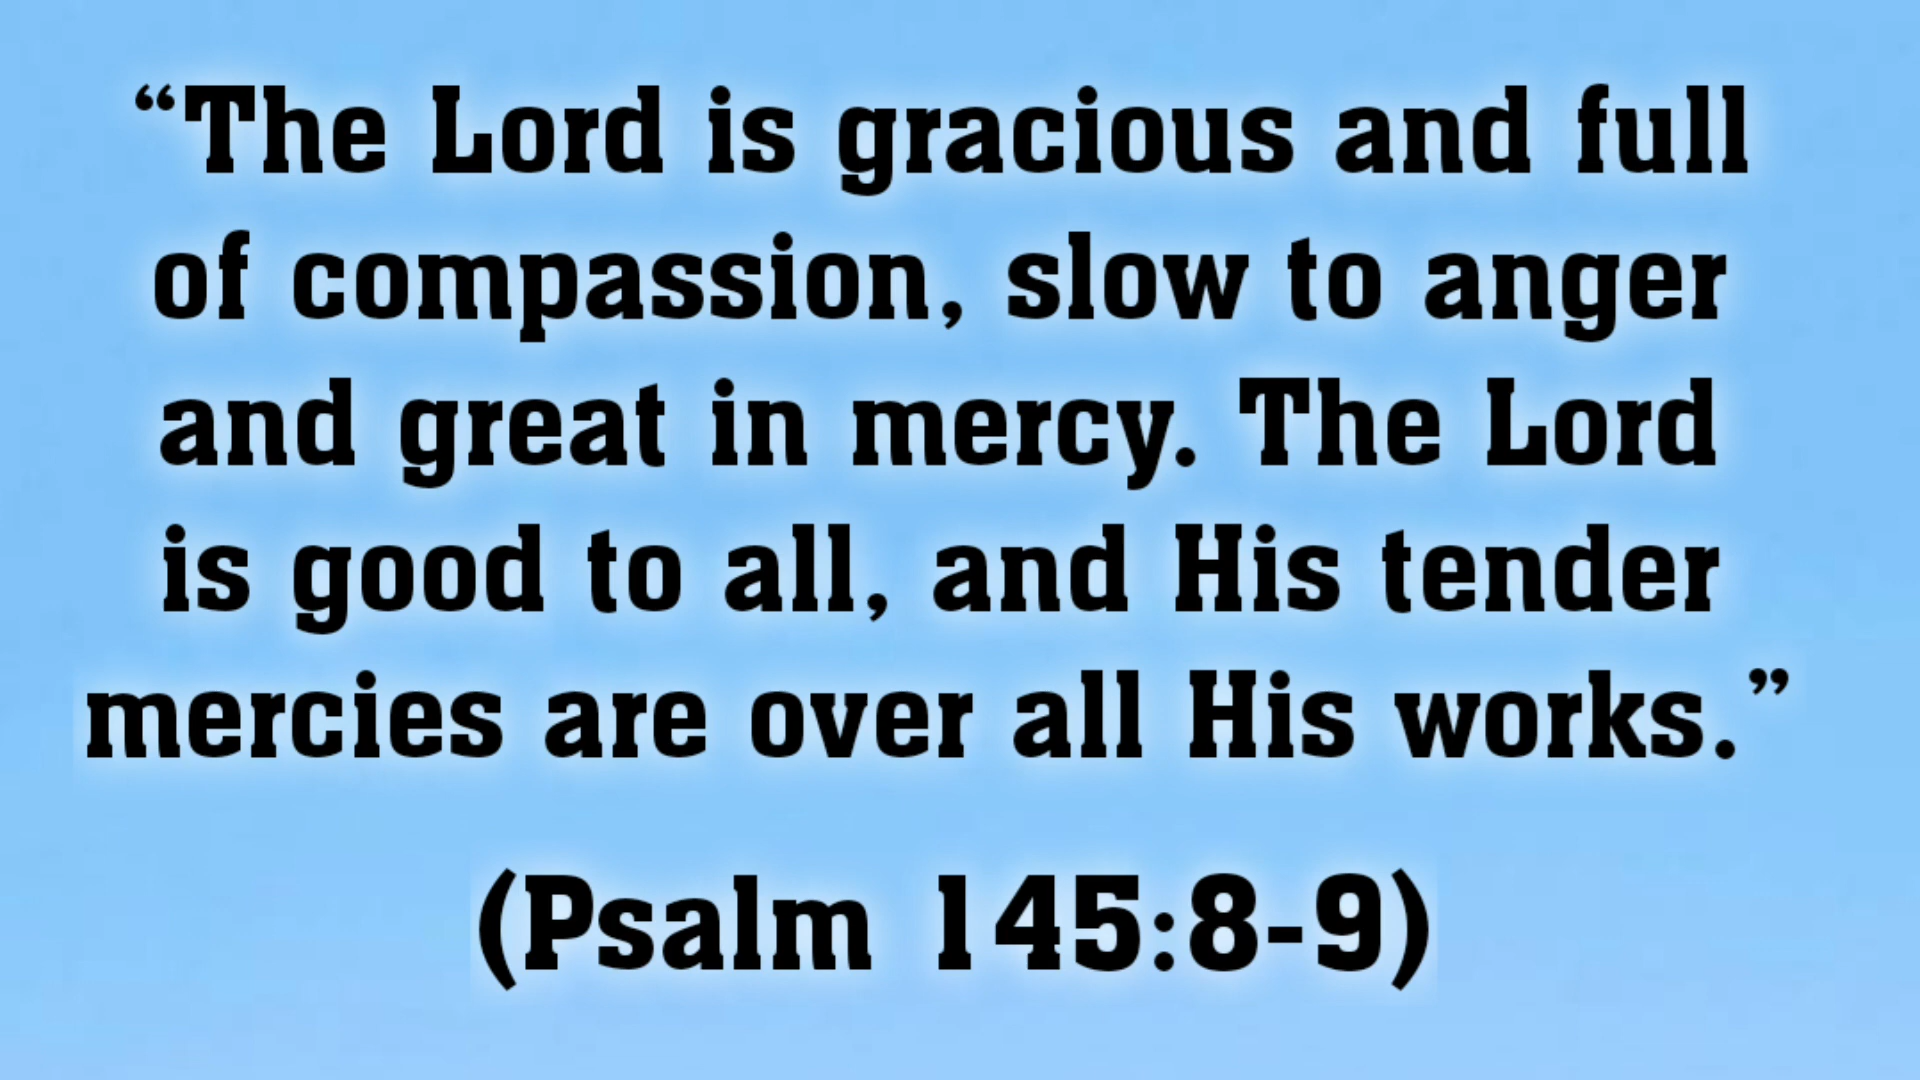 “The Lord is gracious and full
of compassion, slow to anger
and great in mercy. The Lord
is good to all, and His tender
mercies are over all His works.”
(Psalm 145:8-9)